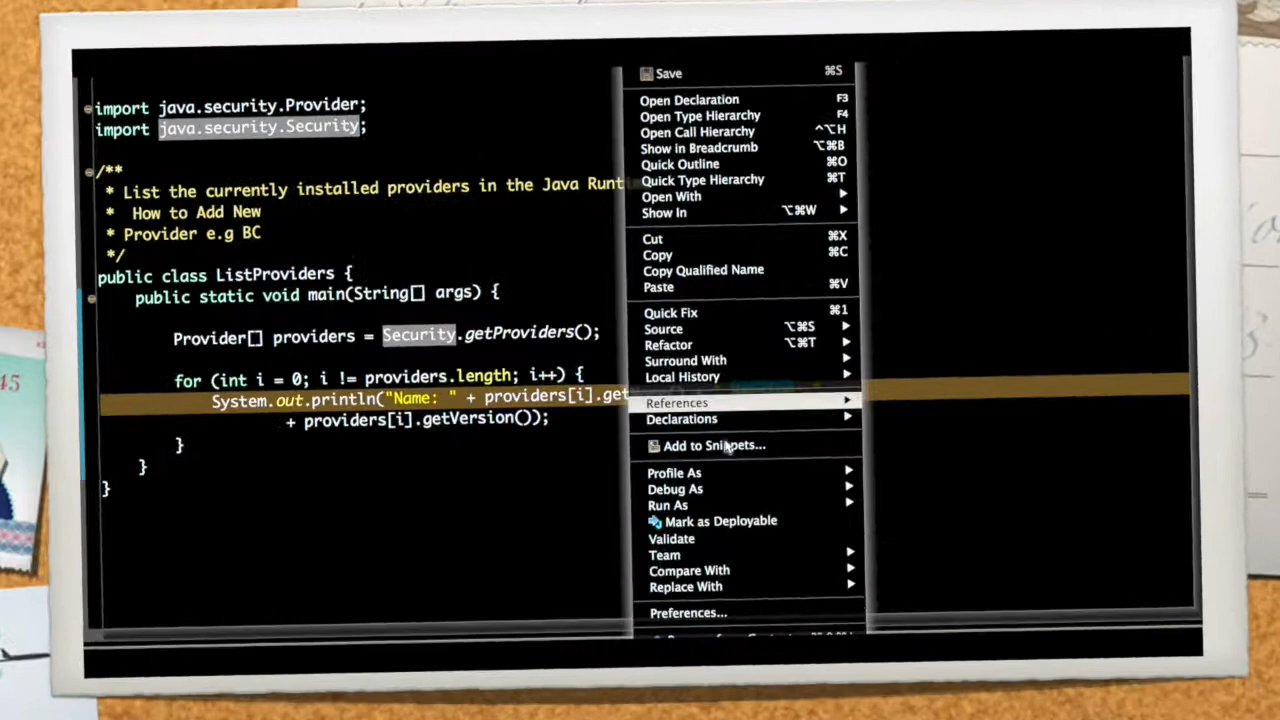 import java.security.Provider;
import java.security.Security;
/**
* List the currently installed providers in the Java
* How to Add New
* Provider e.g BC
*/
public class ListProviders {
public static void main(String[] args) {
Provider[] providers = Security.getProviders();
for (int i = 0; i != providers.length; i++) {
System.out.println("Name: " + providers[i].get
+ providers[i].getVersion());
}
}
}
Save ⌘S
Open Declaration F3
Open Type Hierarchy F4
Open Call Hierarchy ^⌥H
Show in Breadcrumb ⌥⌘B
Quick Outline ⌘O
Quick Type Hierarchy ⌘T
Open With
Show In ⌥⌘W
Cut ⌘X
Copy ⌘C
Copy Qualified Name
Paste ⌘V
Quick Fix ⌘1
Source ⌥⌘S
Refactor ⌥⌘T
Surround With
Local History
References
Declarations
Add to Snippets...
Profile As
Debug As
Run As
Mark as Deployable
Validate
Team
Compare With
Replace With
Preferences...
45